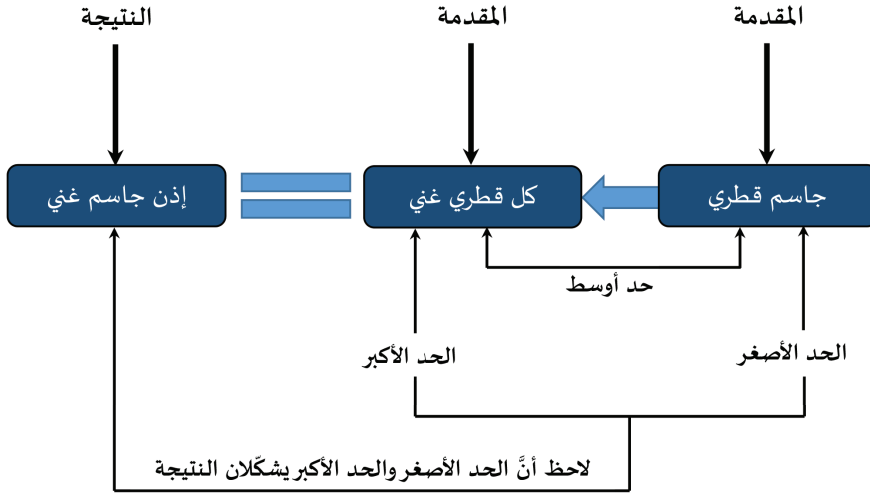 المقدمة
المقدمة
النتيجة
جاسم قطري
كل قطري غني
إذن جاسم غني
حد أوسط
الحد الأصغر
الحد الأكبر
لاحظ أنَّ الحد الأصغر والحد الأكبر يشكّلان النتيجة